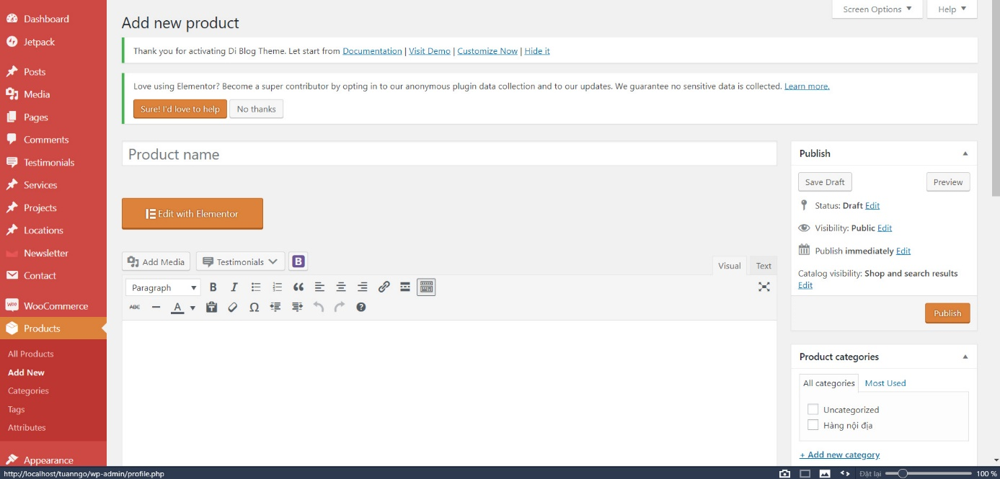 Dashboard
Jetpack
Posts
Media
Pages
Comments
Testimonials
Services
Projects
Locations
Newsletter
Contact
WooCommerce
Products
All Products
Add New
Categories
Tags
Attributes
Appearance
Screen Options
Help
Add new product
Thank you for activating Di Blog Theme. Let start from Documentation | Visit Demo | Customize Now | Hide it
Love using Elementor? Become a super contributor by opting in to our anonymous plugin data collection and to our updates. We guarantee no sensitive data is collected. Learn more.
Sure! I'd love to help
No thanks
Product name
Edit with Elementor
Add Media
Testimonials
B
Visual
Text
Paragraph
B I
ABC A
Publish
Save Draft
Preview
Status: Draft Edit
Visibility: Public Edit
Publish immediately Edit
Catalog visibility: Shop and search results
Edit
Publish
Product categories
All categories
Most Used
Uncategorized
Hàng nội địa
+ Add new category
http://localhost/tuanngo/wp-admin/profile.php
Đặt lại
100 %